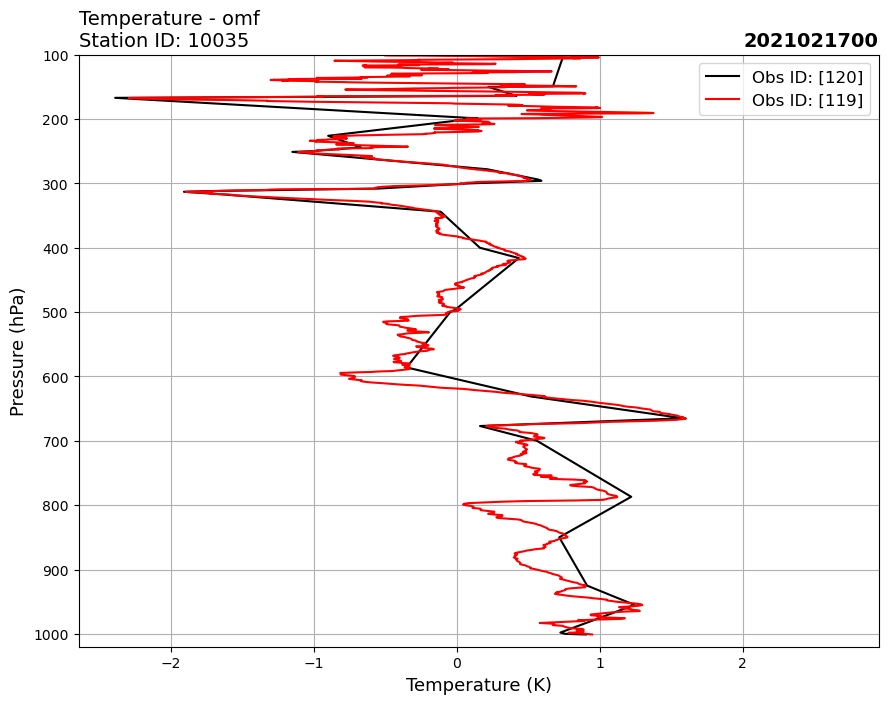 Temperature - omf
Station ID: 10035
2021021700
Obs ID: [120]
Obs ID: [119]
Pressure (hPa)
100
200
300
400
500
600
700
800
900
1000
−2
−1
0
1
2
Temperature (K)